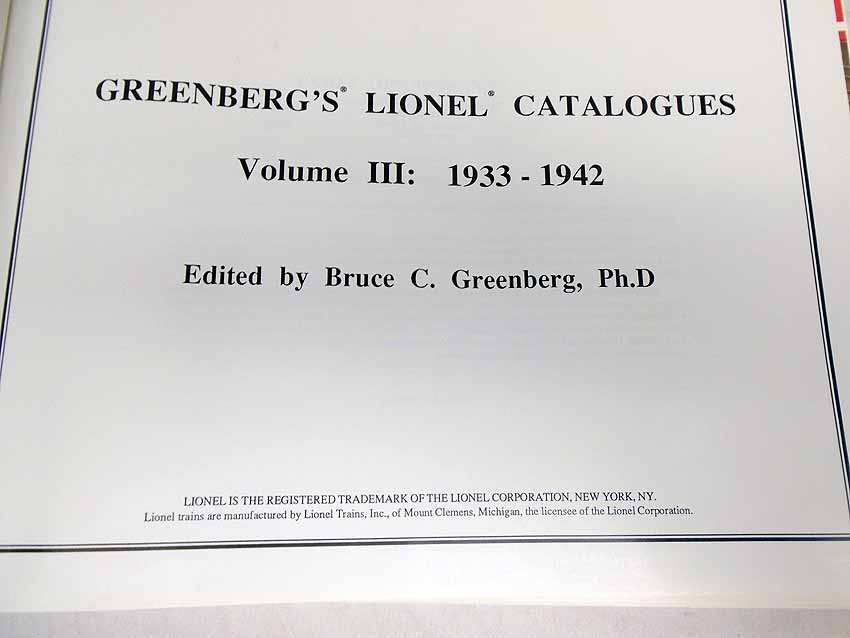 GREENBERG'S® LIONEL® CATALOGUES
Volume III: 1933 - 1942
Edited by Bruce C. Greenberg, Ph.D
LIONEL IS THE REGISTERED TRADEMARK OF THE LIONEL CORPORATION, NEW YORK, NY.
Lionel trains are manufactured by Lionel Trains, Inc., of Mount Clemens, Michigan, the licensee of the Lionel Corporation.